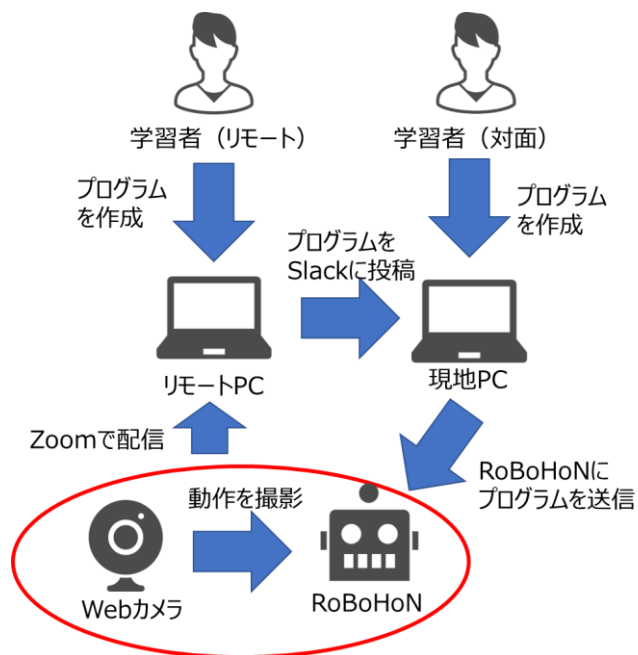 学習者（リモート）
学習者（対面）
プログラム
を作成
プログラム
を作成
プログラムを
Slackに投稿
リモートPC
現地PC
Zoomで配信
RoBoHoNに
プログラムを送信
動作を撮影
Webカメラ
RoBoHoN